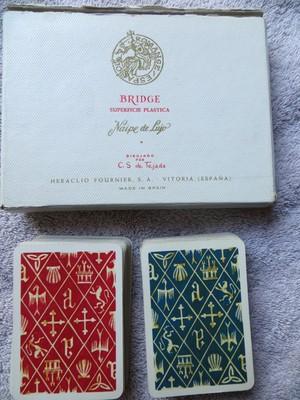 BRIDGE
SUPERFICIE PLASTICA
Naipe de Lujo
DIBUJADO
POR
C. S. de Tejada
HERACLIO FOURNIER, S. A. VITORIA (ESPAÑA)
MADE IN SPAIN